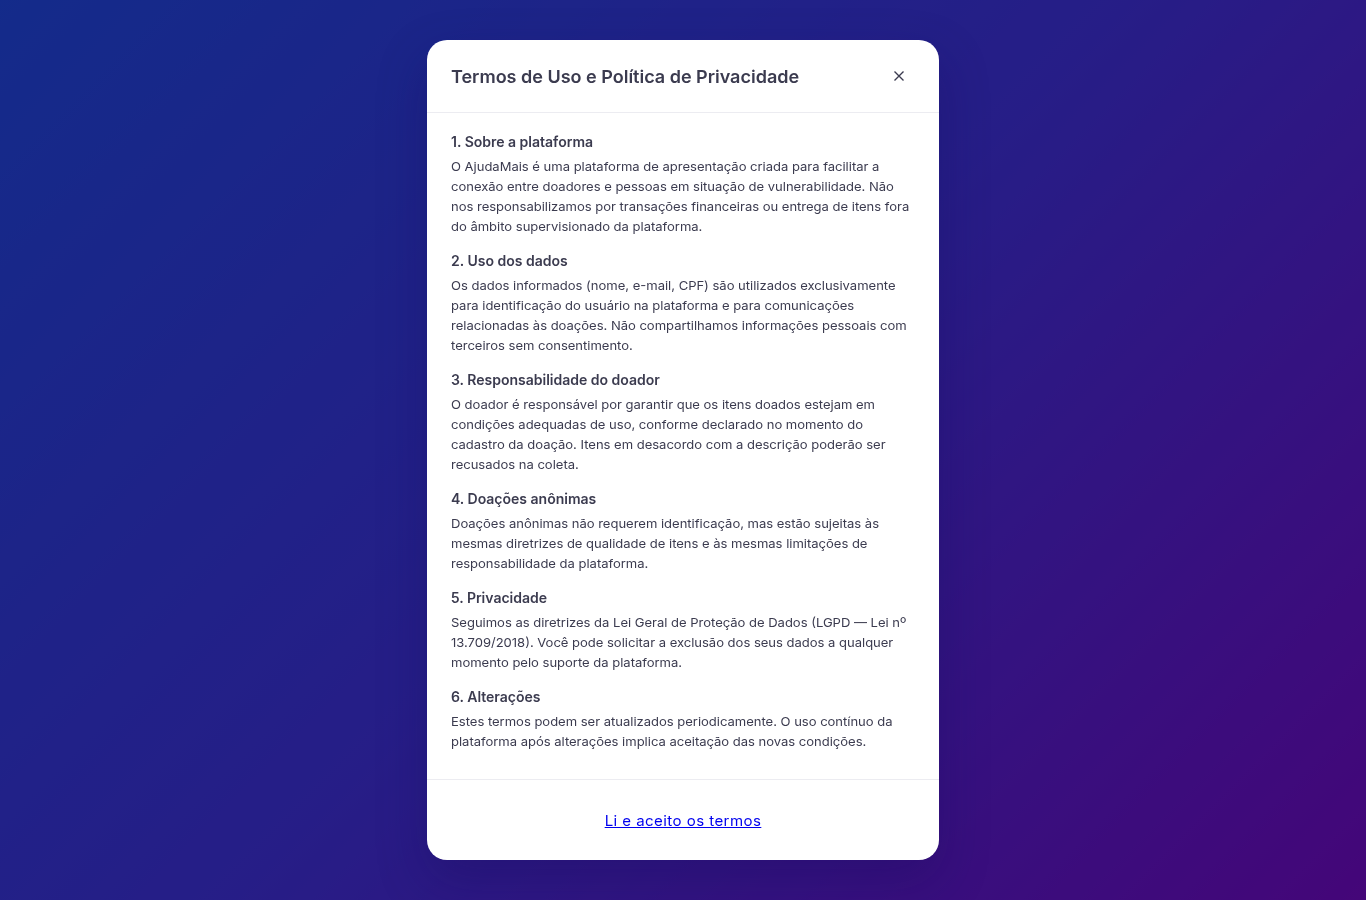 Termos de Uso e Política de Privacidade
×
1. Sobre a plataforma
O AjudaMais é uma plataforma de apresentação criada para facilitar a
conexão entre doadores e pessoas em situação de vulnerabilidade. Não
nos responsabilizamos por transações financeiras ou entrega de itens fora
do âmbito supervisionado da plataforma.
2. Uso dos dados
Os dados informados (nome, e-mail, CPF) são utilizados exclusivamente
para identificação do usuário na plataforma e para comunicações
relacionadas às doações. Não compartilhamos informações pessoais com
terceiros sem consentimento.
3. Responsabilidade do doador
O doador é responsável por garantir que os itens doados estejam em
condições adequadas de uso, conforme declarado no momento do
cadastro da doação. Itens em desacordo com a descrição poderão ser
recusados na coleta.
4. Doações anônimas
Doações anônimas não requerem identificação, mas estão sujeitas às
mesmas diretrizes de qualidade de itens e às mesmas limitações de
responsabilidade da plataforma.
5. Privacidade
Seguimos as diretrizes da Lei Geral de Proteção de Dados (LGPD — Lei nº
13.709/2018). Você pode solicitar a exclusão dos seus dados a qualquer
momento pelo suporte da plataforma.
6. Alterações
Estes termos podem ser atualizados periodicamente. O uso contínuo da
plataforma após alterações implica aceitação das novas condições.
Li e aceito os termos